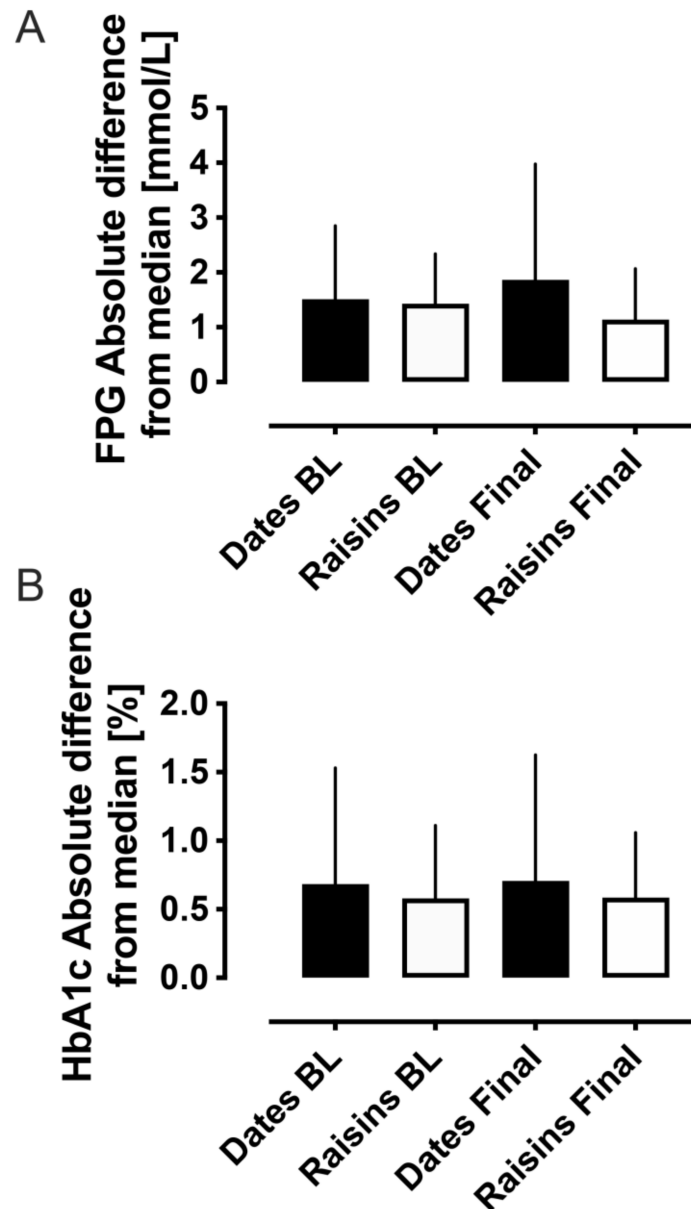 A
FPG Absolute difference
from median [mmol/L]
5
4
3
2
1
0
Dates BL
Raisins BL
Dates Final
Raisins Final
B
HbA1c Absolute difference
from median [%]
2.0
1.5
1.0
0.5
0.0
Dates BL
Raisins BL
Dates Final
Raisins Final